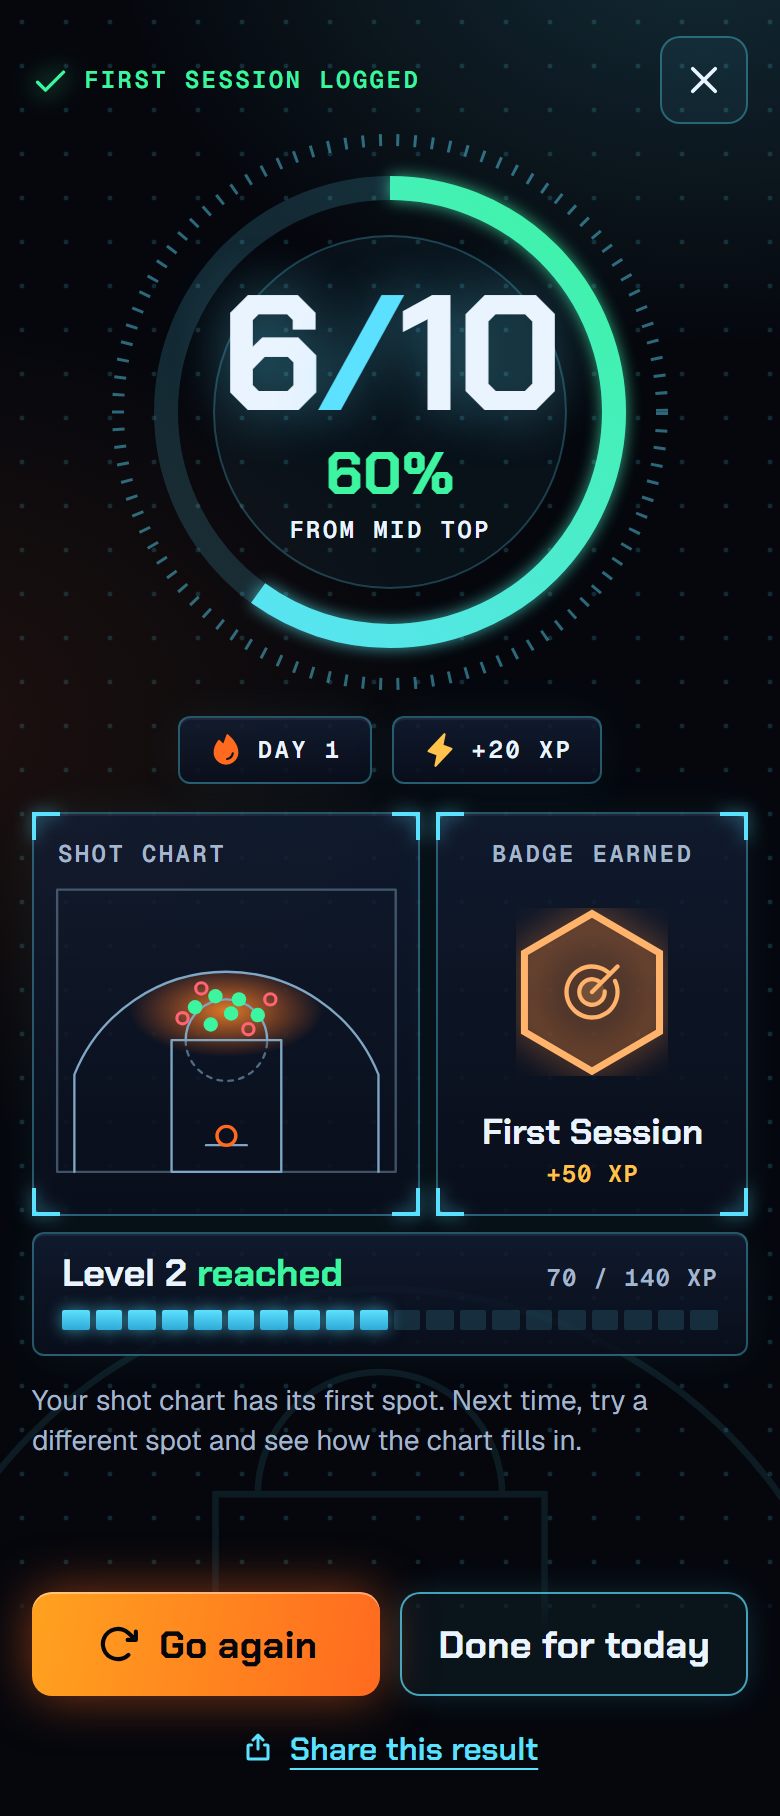 FIRST SESSION LOGGED
6/10
60%
FROM MID TOP
DAY 1
+20 XP
SHOT CHART
BADGE EARNED
First Session
+50 XP
Level 2 reached
70 / 140 XP
Your shot chart has its first spot. Next time, try a
different spot and see how the chart fills in.
Go again
Done for today
Share this result